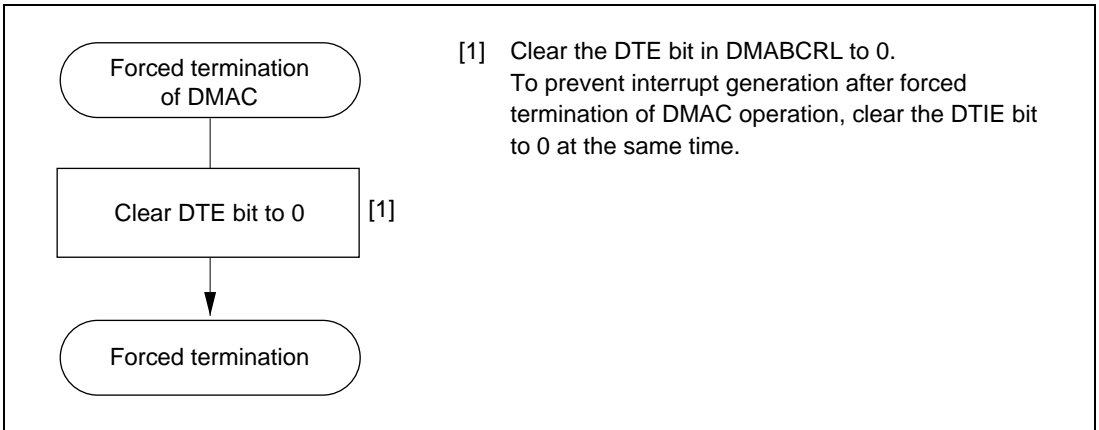 Forced termination
of DMAC
Clear DTE bit to 0
[1]
Forced termination
[1] Clear the DTE bit in DMABCRL to 0.
To prevent interrupt generation after forced
termination of DMAC operation, clear the DTIE bit
to 0 at the same time.